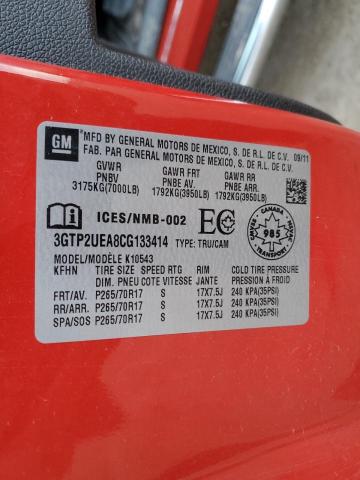 GM
MFD BY GENERAL MOTORS DE MEXICO, S. DE R.L. DE C.V. 09/11
FAB. PAR GENERAL MOTORS DE MEXICO, S. DE R.L. DE C.V.
GVWR GAWR FRT GAWR RR
PNBV PNBE AV. PNBE ARR.
3175KG(7000LB) 1792KG(3950LB) 1792KG(3950LB)
ICES/NMB-002 EC
CANADA
985
3GTP2UEA8CG133414 TYPE: TRU/CAM
MODEL/MODÈLE K10543
KFHN TIRE SIZE SPEED RTG RIM COLD TIRE PRESSURE
DIM. PNEU COTE VITESSE JANTE PRESSION À FROID
FRT/AV. P265/70R17 S 17X7.5J 240 KPA(35PSI)
RR/ARR. P265/70R17 S 17X7.5J 240 KPA(35PSI)
SPA/SOS P265/70R17 S 17X7.5J 240 KPA(35PSI)